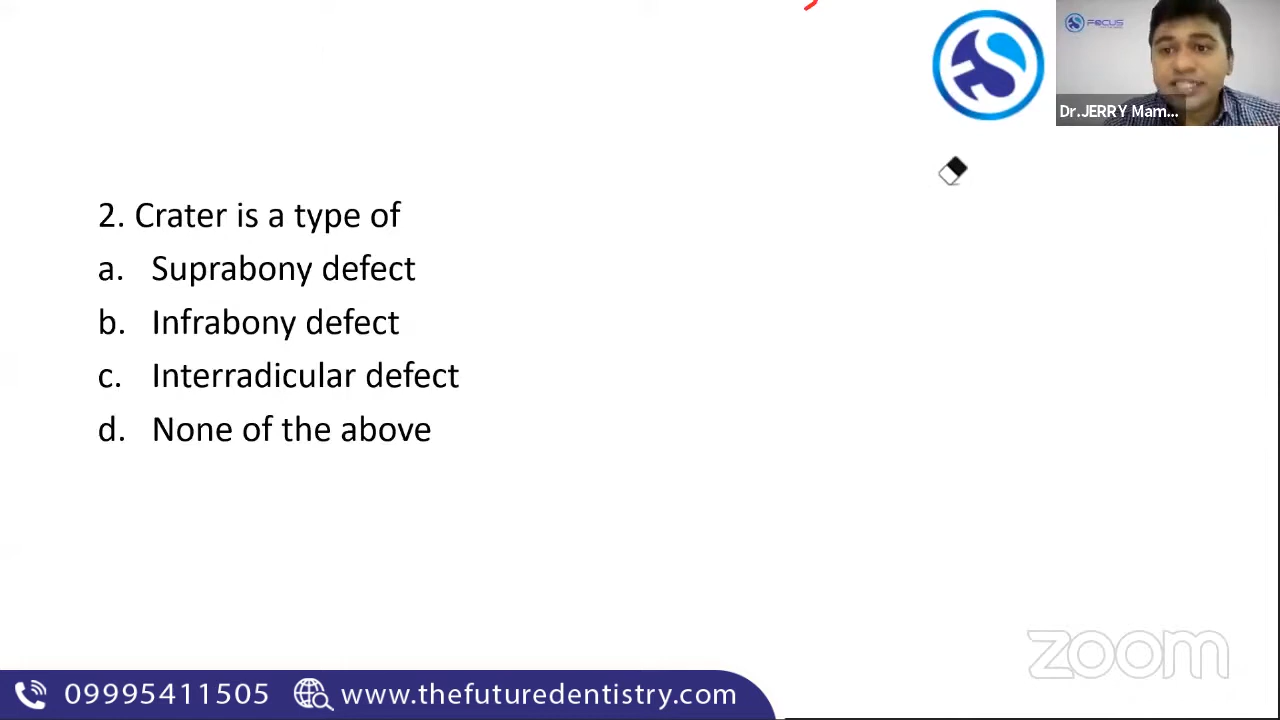 FOCUS
Dr.JERRY Mam...
2. Crater is a type of
a. Suprabony defect
b. Infrabony defect
c. Interradicular defect
d. None of the above
zoom
09995411505 www.thefuturedentistry.com